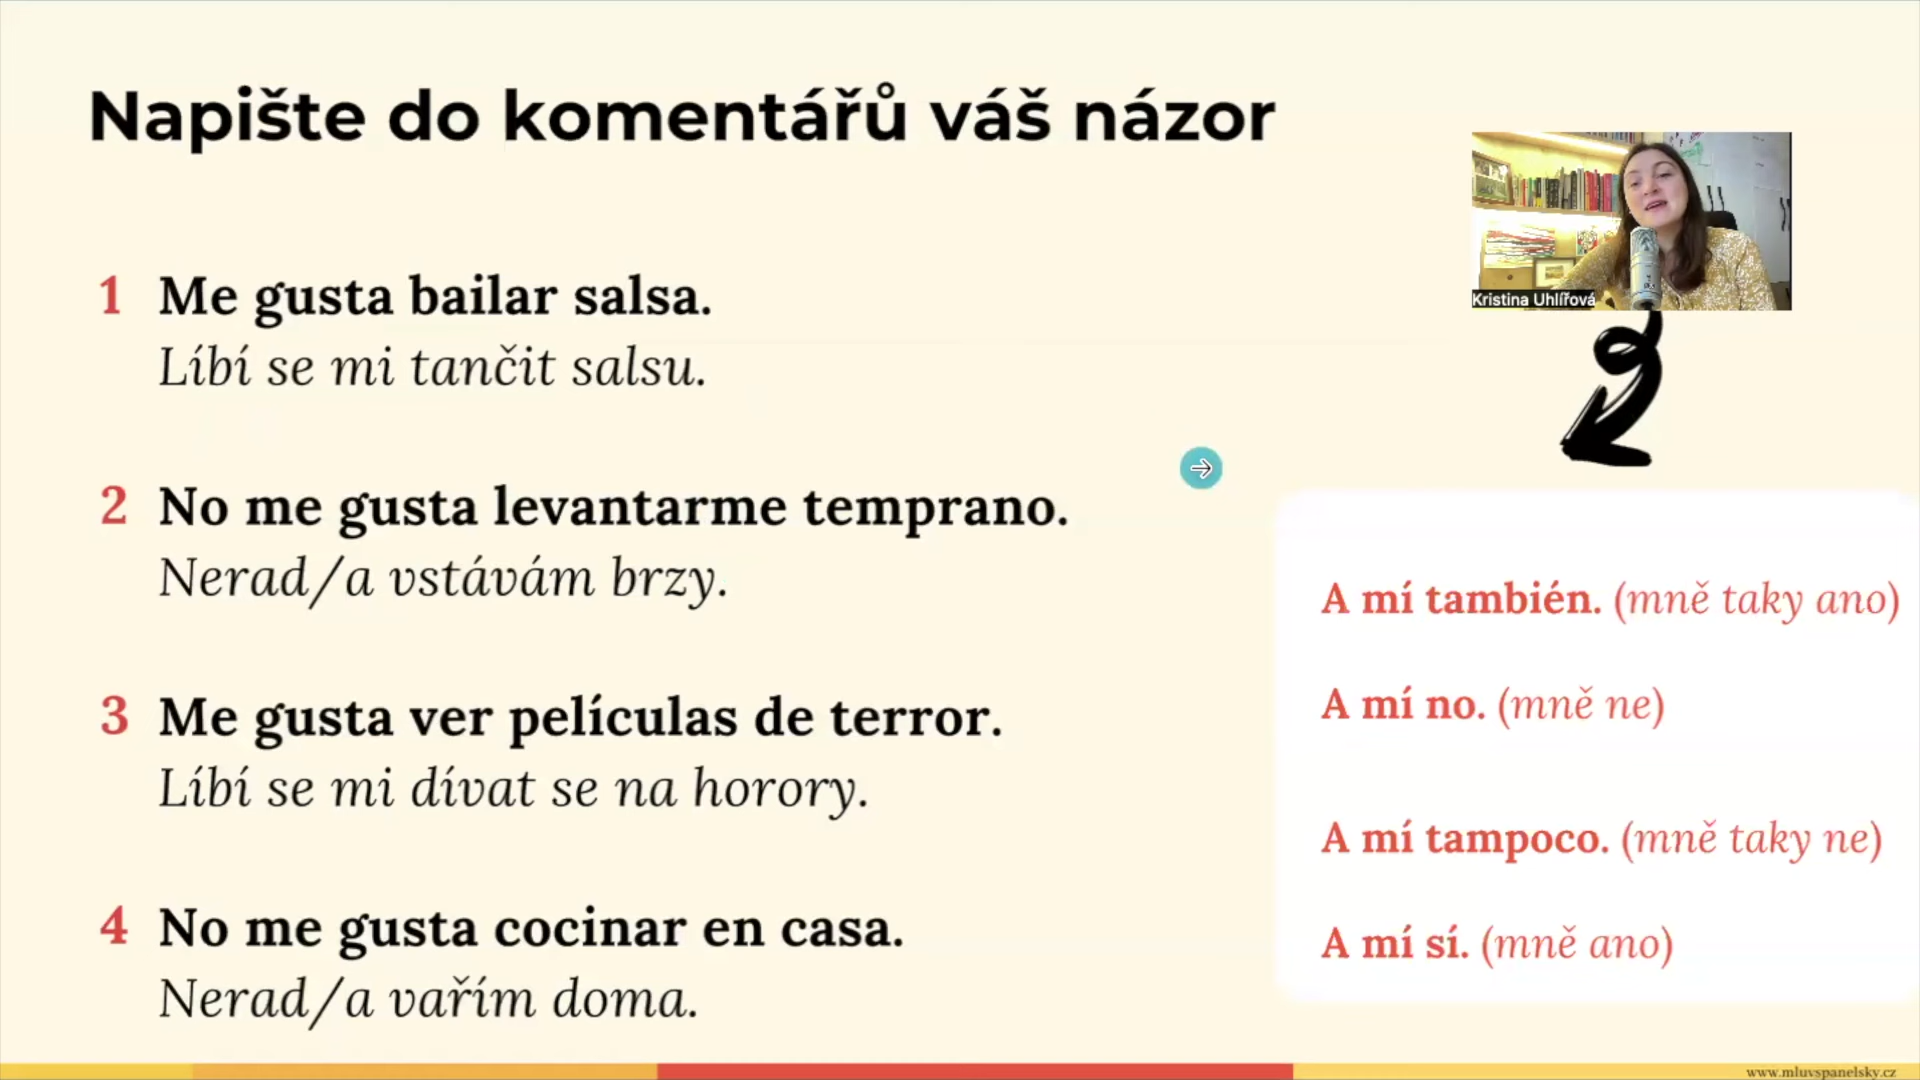 Napište do komentářů váš názor
Kristina Uhlířová
1 Me gusta bailar salsa.
Líbí se mi tančit salsu.
2 No me gusta levantarme temprano.
Nerad/a vstávám brzy.
3 Me gusta ver películas de terror.
Líbí se mi dívat se na horory.
4 No me gusta cocinar en casa.
Nerad/a vařím doma.
A mí también. (mně taky ano)
A mí no. (mně ne)
A mí tampoco. (mně taky ne)
A mí sí. (mně ano)
www.mluvspanelsky.cz